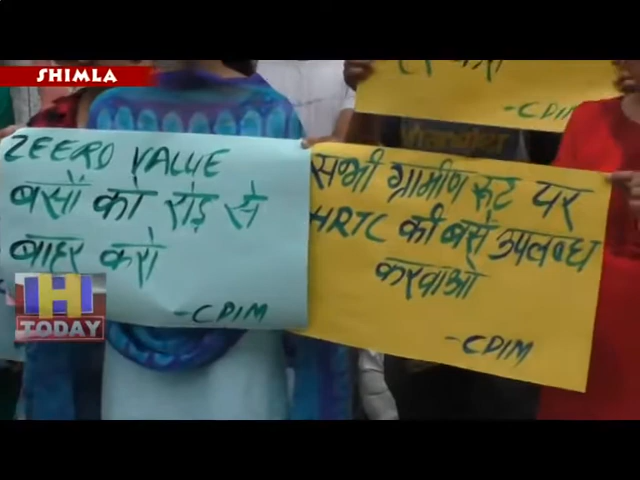 SHIMLA
-CPIM
ZEERO VALUE
बसों को रोड़ से
बाहर करो
-CPIM
सभी ग्रामीण रूट पर
HRTC की बसें उपलब्ध
करवाओ
-CPIM
H
TODAY